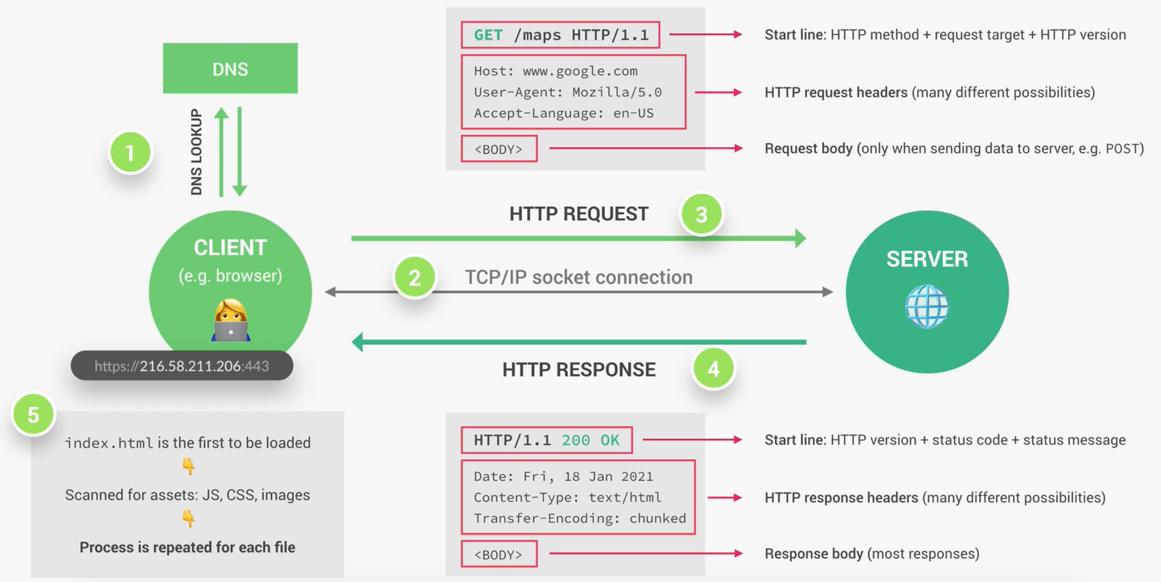 GET /maps HTTP/1.1
Start line: HTTP method + request target + HTTP version
DNS
Host: www.google.com
User-Agent: Mozilla/5.0
Accept-Language: en-US
HTTP request headers (many different possibilities)
<BODY>
Request body (only when sending data to server, e.g. POST)
1
DNS LOOKUP
HTTP REQUEST
3
CLIENT
(e.g. browser)
2
TCP/IP socket connection
SERVER
https://216.58.211.206:443
HTTP RESPONSE
4
5
index.html is the first to be loaded
Scanned for assets: JS, CSS, images
Process is repeated for each file
HTTP/1.1 200 OK
Start line: HTTP version + status code + status message
Date: Fri, 18 Jan 2021
Content-Type: text/html
Transfer-Encoding: chunked
HTTP response headers (many different possibilities)
<BODY>
Response body (most responses)